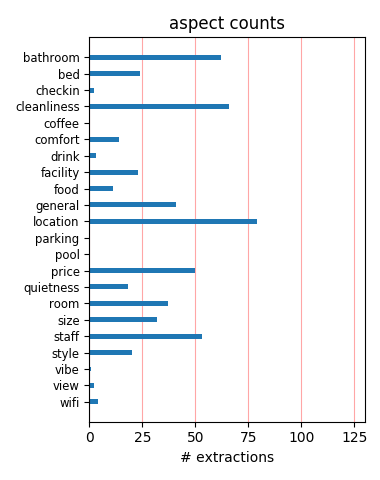 aspect counts
bathroom
bed
checkin
cleanliness
coffee
comfort
drink
facility
food
general
location
parking
pool
price
quietness
room
size
staff
style
vibe
view
wifi
0 25 50 75 100 125
# extractions